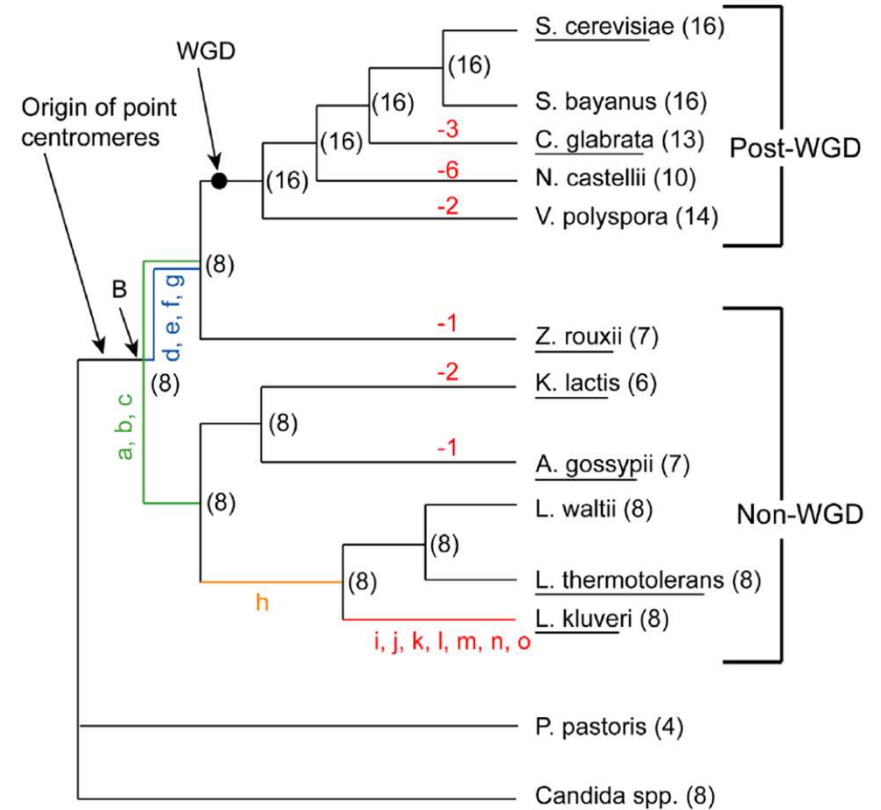 S. cerevisiae (16)
WGD
(16)
Origin of point
centromeres
S. bayanus (16)
(16)
-3
C. glabrata (13)
Post-WGD
(16)
-6
N. castellii (10)
(16)
-2
V. polyspora (14)
(8)
B
d, e, f, g
-1
Z. rouxii (7)
(8)
-2
K. lactis (6)
a, b, c
(8)
-1
A. gossypii (7)
(8)
L. waltii (8)
Non-WGD
(8)
(8)
L. thermotolerans (8)
h
L. kluveri (8)
i, j, k, l, m, n, o
P. pastoris (4)
Candida spp. (8)